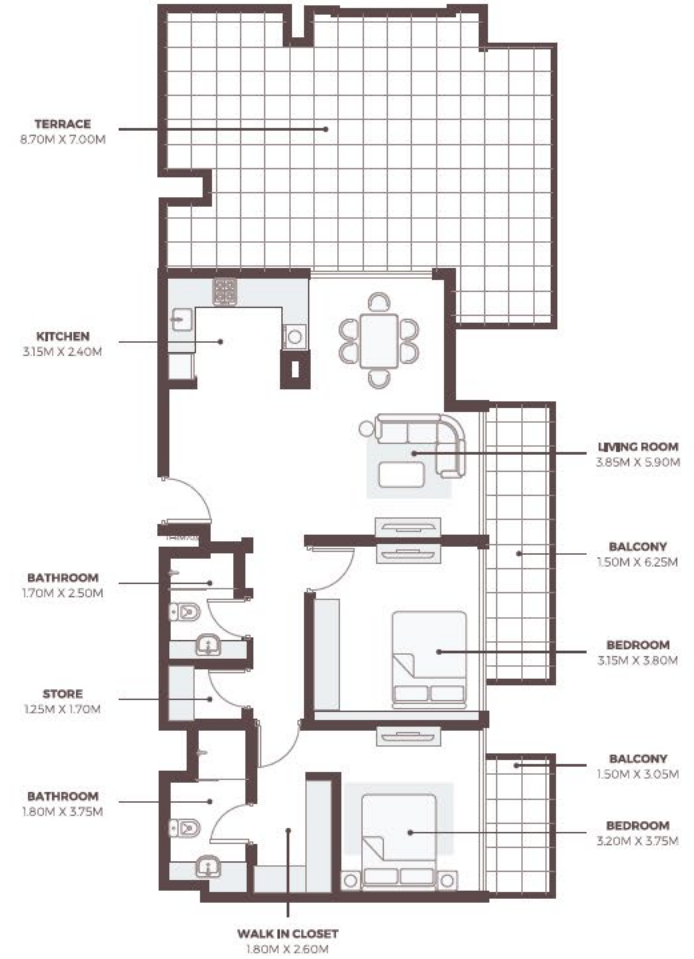 TERRACE
8.70M X 7.00M
KITCHEN
3.15M X 2.40M
LIVING ROOM
3.85M X 5.90M
BALCONY
1.50M X 6.25M
BATHROOM
1.70M X 2.50M
BEDROOM
3.15M X 3.80M
STORE
1.25M X 1.70M
BALCONY
1.50M X 3.05M
BATHROOM
1.80M X 3.75M
BEDROOM
3.20M X 3.75M
WALK IN CLOSET
1.80M X 2.60M